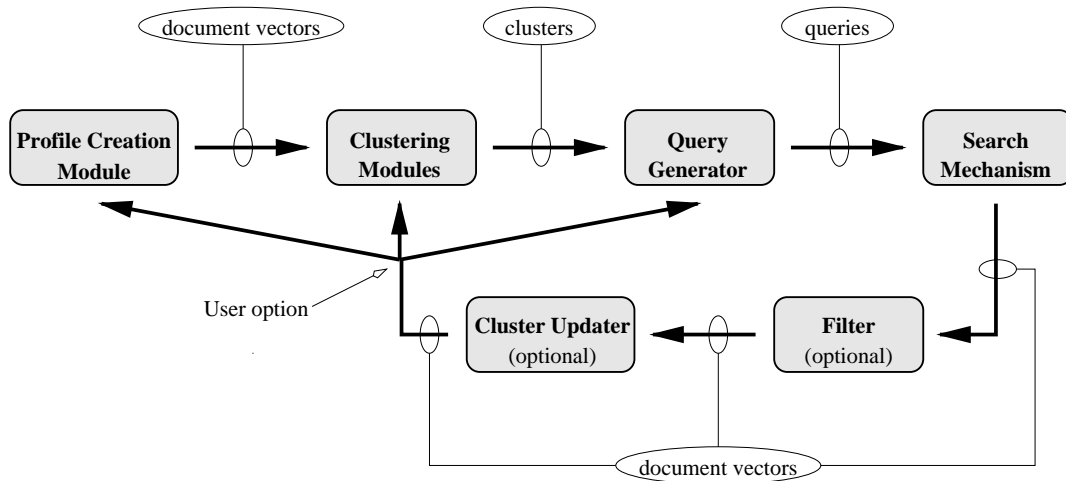 document vectors
clusters
queries
Profile Creation
Module
Clustering
Modules
Query
Generator
Search
Mechanism
User option
Cluster Updater
(optional)
Filter
(optional)
document vectors